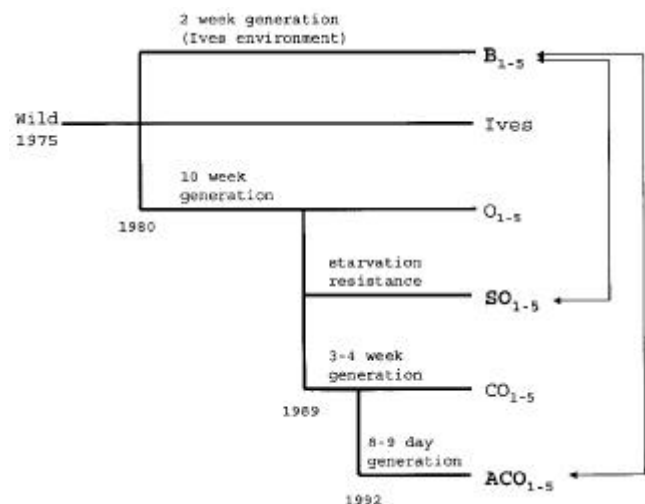 2 week generation
(Ives environment)
B1-5
Wild
1975
Ives
10 week
generation
O1-5
1980
starvation
resistance
SO1-5
3-4 week
generation
CO1-5
1989
8-9 day
generation
ACO1-5
1992